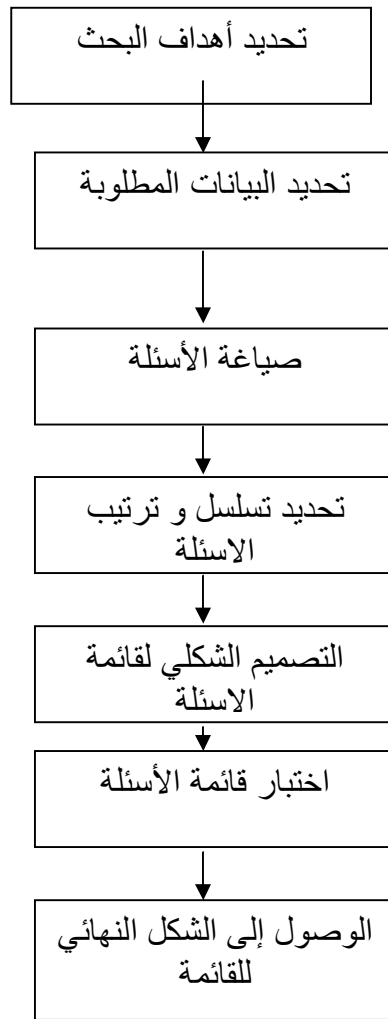 تحديد أهداف البحث
تحديد البيانات المطلوبة
صياغة الأسئلة
تحديد تسلسل و ترتيب
الاسئلة
التصميم الشكلي لقائمة
الاسئلة
اختبار قائمة الأسئلة
الوصول إلى الشكل النهائي
للقائمة